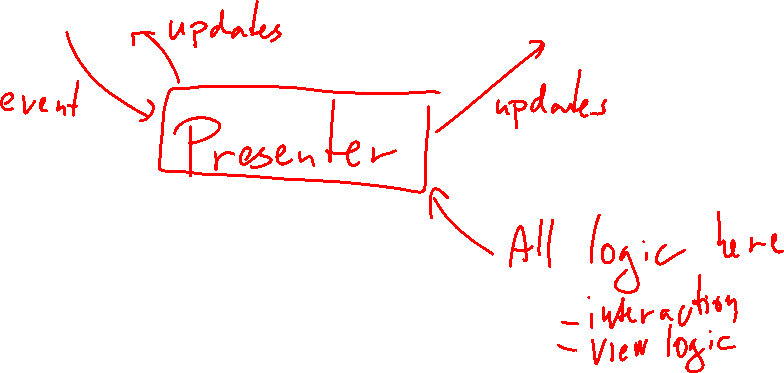 updates
event
updates
Presenter
All logic here
- interaction
- view logic